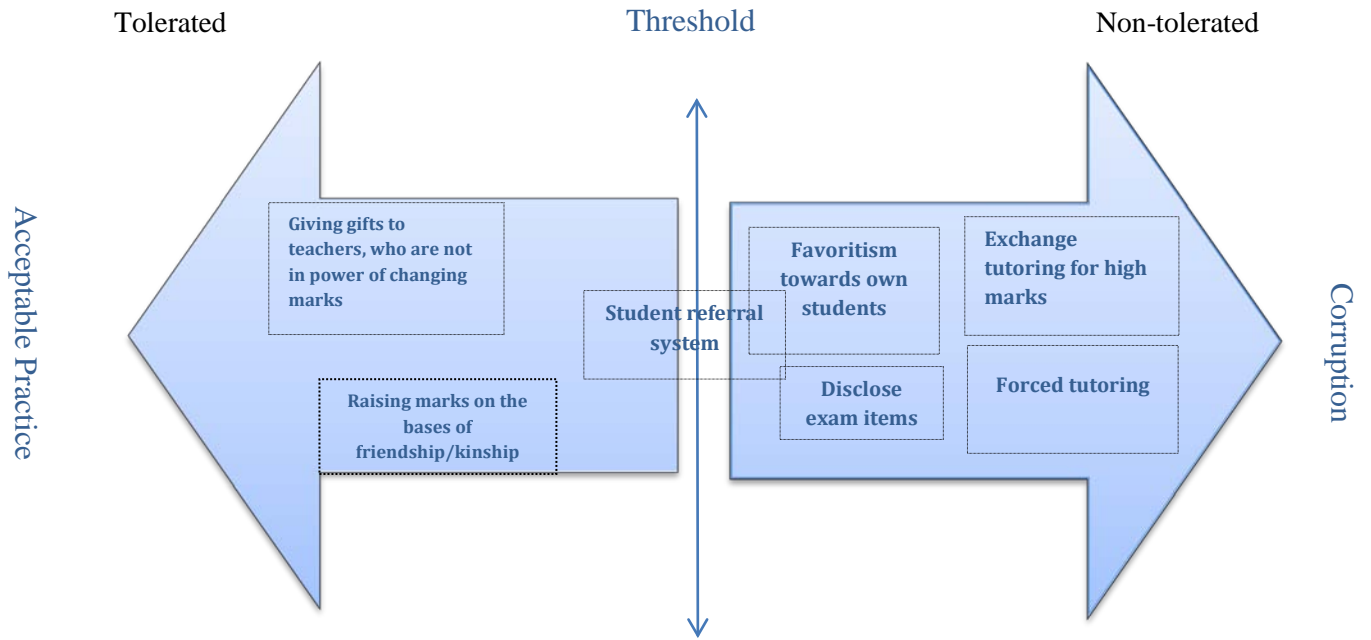 Tolerated
Threshold
Non-tolerated
Acceptable Practice
Giving gifts to
teachers, who are not
in power of changing
marks
Raising marks on the
bases of
friendship/kinship
Student referral
system
Favoritism
towards own
students
Disclose
exam items
Exchange
tutoring for high
marks
Forced tutoring
Corruption